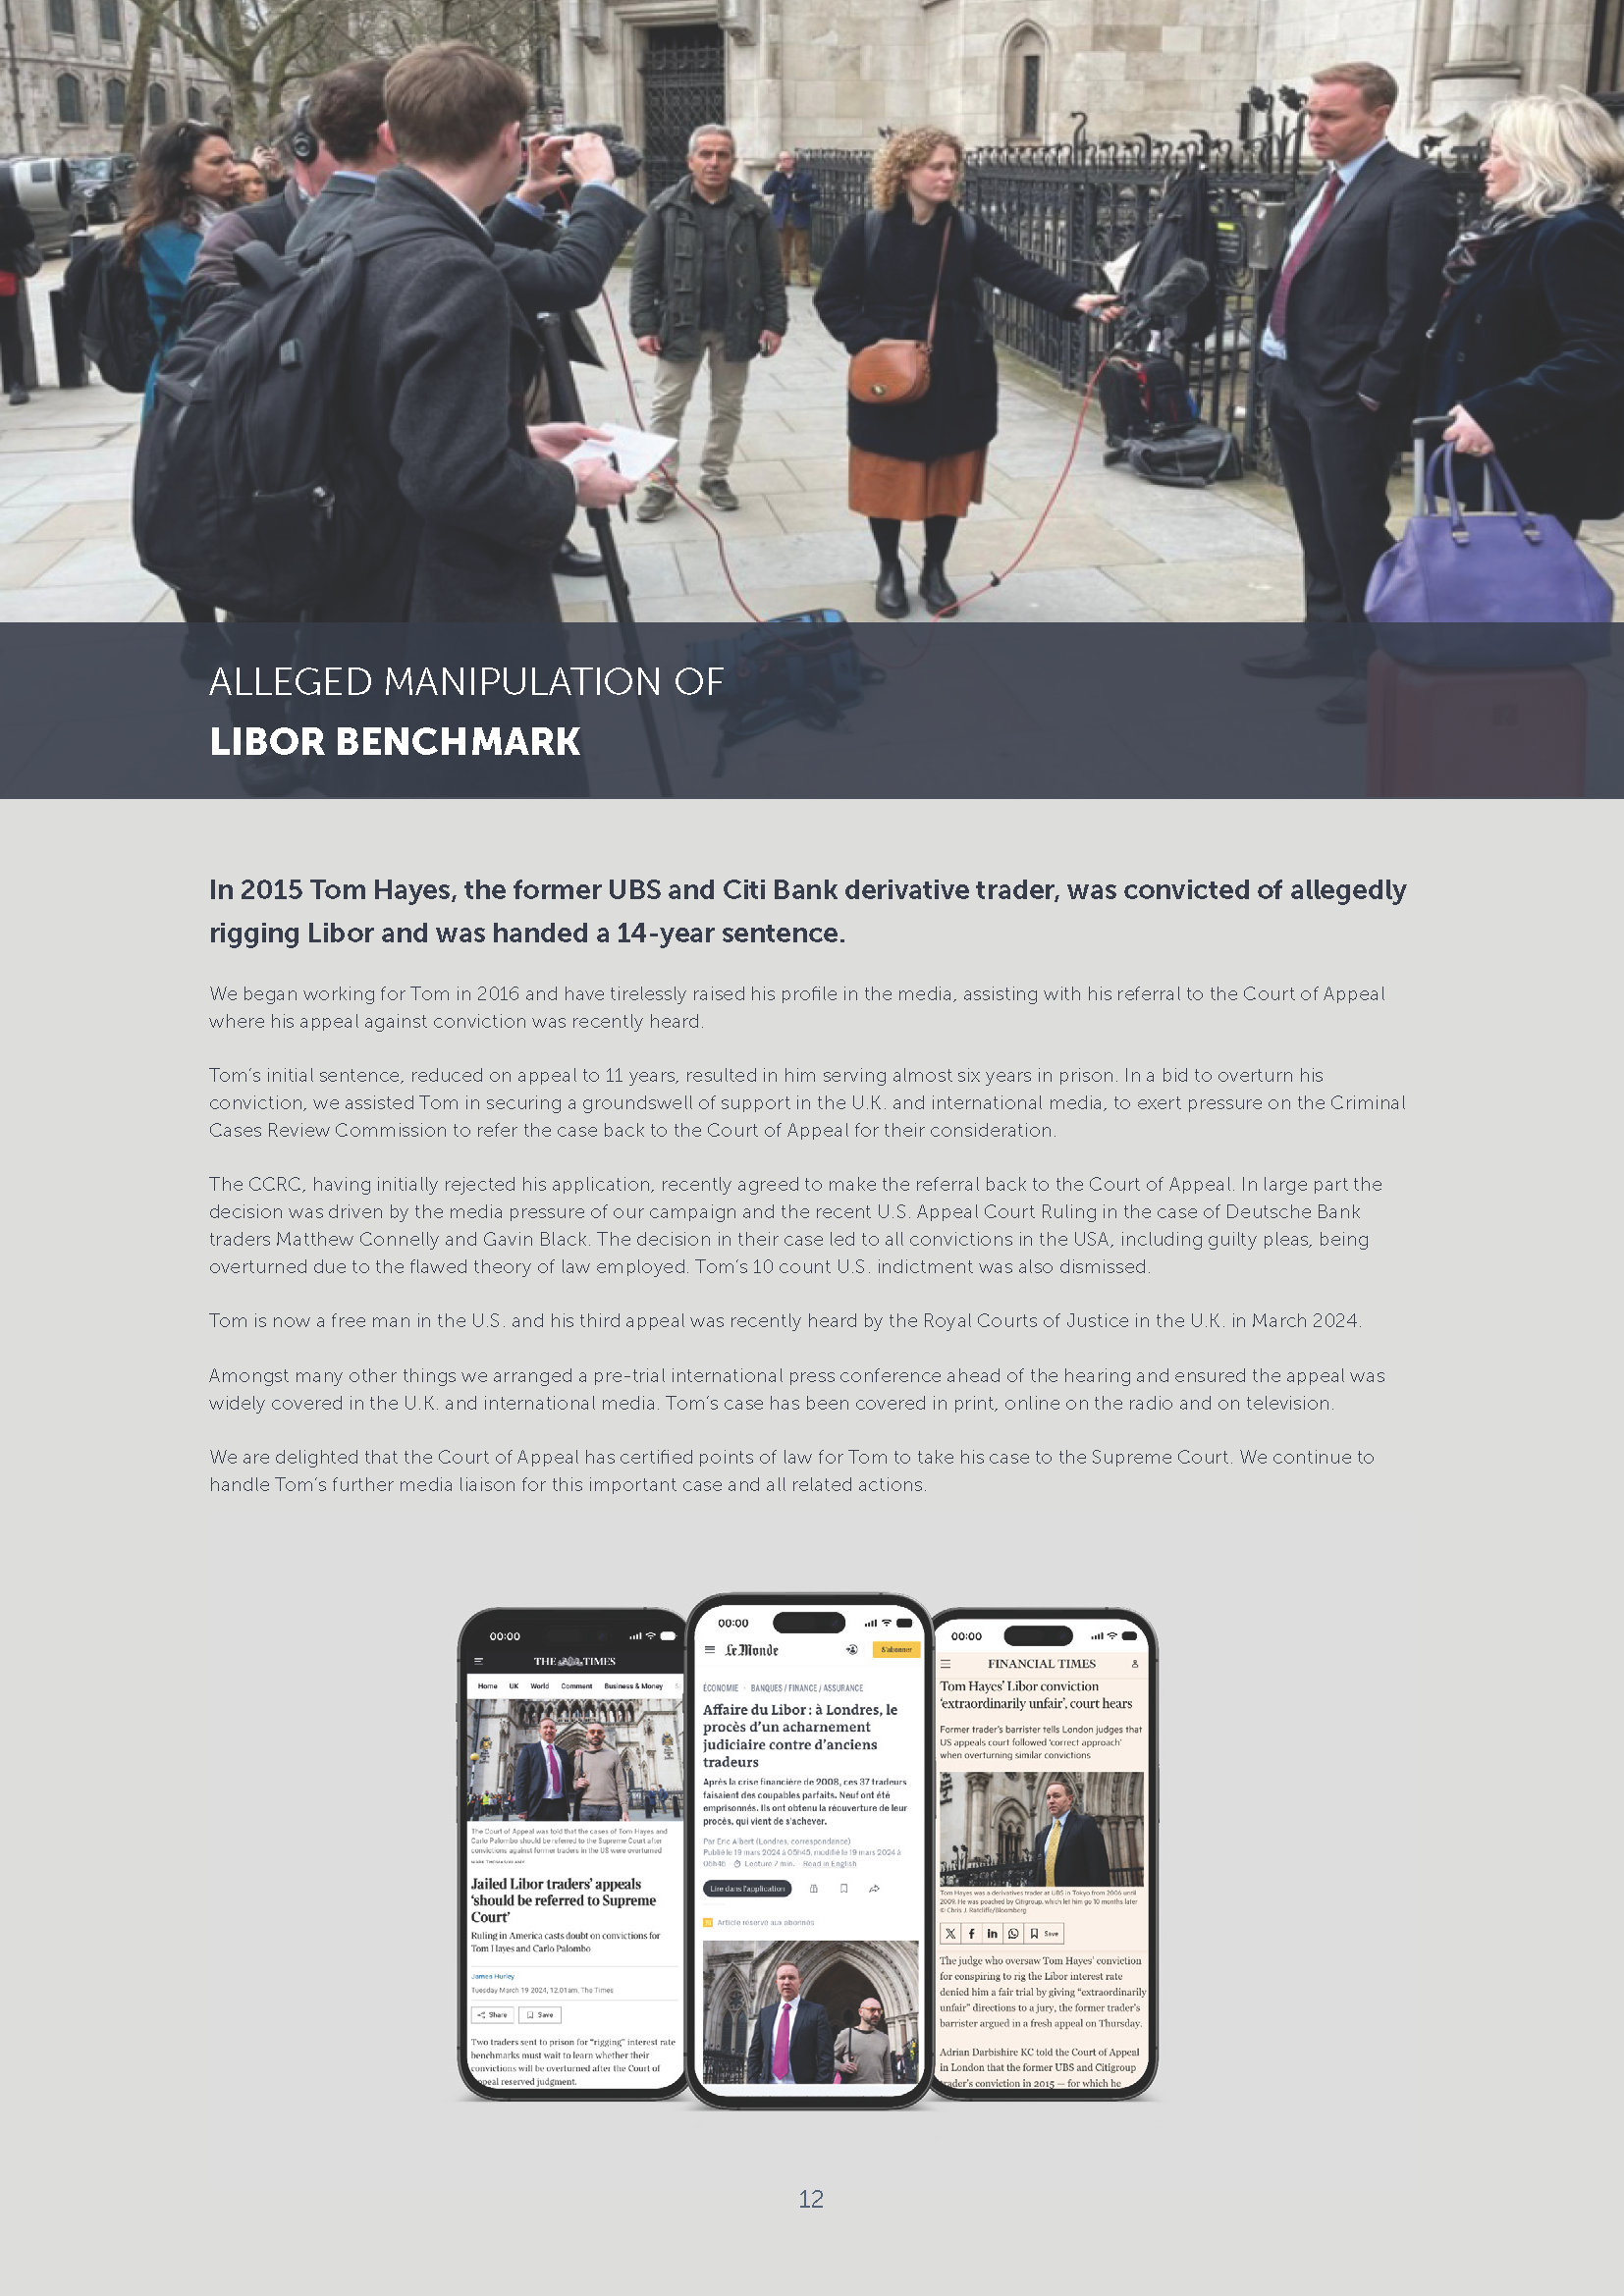 ALLEGED MANIPULATION OF
LIBOR BENCHMARK
In 2015 Tom Hayes, the former UBS and Citi Bank derivative trader, was convicted of allegedly
rigging Libor and was handed a 14-year sentence.
We began working for Tom in 2016 and have tirelessly raised his profile in the media, assisting with his referral to the Court of Appeal
where his appeal against conviction was recently heard.
Tom's initial sentence, reduced on appeal to 11 years, resulted in him serving almost six years in prison. In a bid to overturn his
conviction, we assisted Tom in securing a groundswell of support in the U.K. and international media, to exert pressure on the Criminal
Cases Review Commission to refer the case back to the Court of Appeal for their consideration.
The CCRC, having initially rejected his application, recently agreed to make the referral back to the Court of Appeal. In large part the
decision was driven by the media pressure of our campaign and the recent U.S. Appeal Court Ruling in the case of Deutsche Bank
traders Matthew Connelly and Gavin Black. The decision in their case led to all convictions in the USA, including guilty pleas, being
overturned due to the flawed theory of law employed. Tom's 10 count U.S. indictment was also dismissed.
Tom is now a free man in the U.S. and his third appeal was recently heard by the Royal Courts of Justice in the U.K. in March 2024.
Amongst many other things we arranged a pre-trial international press conference ahead of the hearing and ensured the appeal was
widely covered in the U.K. and international media. Tom's case has been covered in print, online on the radio and on television.
We are delighted that the Court of Appeal has certified points of law for Tom to take his case to the Supreme Court. We continue to
handle Tom's further media liaison for this important case and all related actions.
00:00
THE TIMES
Home UK World Comment Business & Money
The Court of Appeal was told that the cases of Tom Hayes and
Carlo Palombo should be referred to the Supreme Court after
convictions against former traders in the US were overturned
Jailed Libor traders' appeals
'should be referred to Supreme
Court'
Ruling in America casts doubt on convictions for
Tom Hayes and Carlo Palombo
James Hurley
Tuesday March 19 2024, 12.01am, The Times
Share Save
Two traders sent to prison for "rigging" interest rate
benchmarks must wait to learn whether their
convictions will be overturned after the Court of
ppeal reserved judgment.
00:00
Le Monde
S'abonner
ÉCONOMIE · BANQUES / FINANCE / ASSURANCE
Affaire du Libor : à Londres, le
procès d'un acharnement
judiciaire contre d'anciens
tradeurs
Après la crise financière de 2008, ces 37 tradeurs
faisaient des coupables parfaits. Neuf ont été
emprisonnés. Ils ont obtenu la réouverture de leur
procès, qui vient de s'achever.
Par Eric Albert (Londres, correspondance)
Publié le 19 mars 2024 à 05h45, modifié le 19 mars 2024 à
06h46 Lecture 7 min. Read in English
Lire dans l'application
Article réservé aux abonnés
00:00
FINANCIAL TIMES
Tom Hayes' Libor conviction
'extraordinarily unfair', court hears
Former trader's barrister tells London judges that
US appeals court followed 'correct approach'
when overturning similar convictions
Tom Hayes was a derivatives trader at UBS in Tokyo from 2006 until
2009. He was poached by Citigroup, which let him go 10 months later
© Chris J. Ratcliffe/Bloomberg
Save
The judge who oversaw Tom Hayes' conviction
for conspiring to rig the Libor interest rate
denied him a fair trial by giving "extraordinarily
unfair" directions to a jury, the former trader's
barrister argued in a fresh appeal on Thursday.
Adrian Darbishire KC told the Court of Appeal
in London that the former UBS and Citigroup
trader's conviction in 2015 — for which he
12